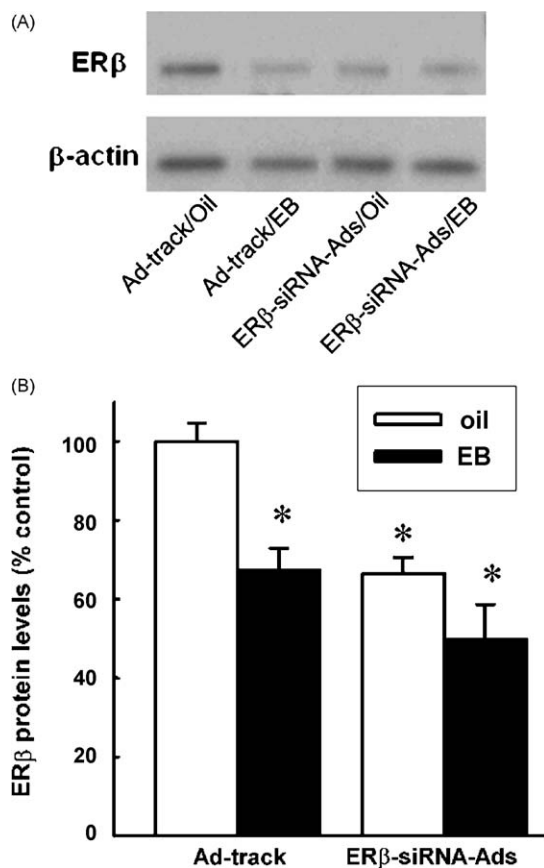 (A)
ERβ
β-actin
Ad-track/Oil
Ad-track/EB
ERβ-siRNA-Ads/Oil
ERβ-siRNA-Ads/EB
(B)
ERβ protein levels (% control)
100
80
60
40
20
0
oil
EB
*
*
*
Ad-track
ERβ-siRNA-Ads